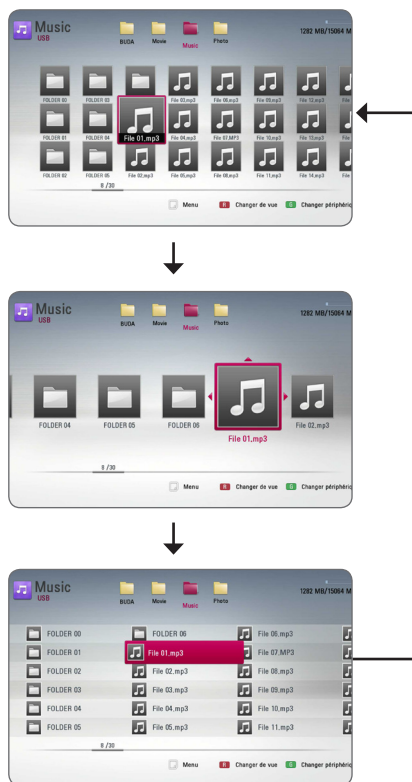 Music
USB
BUDA Movie Music Photo
1282 MB/15064 M
FOLDER 00 FOLDER 03 File 03.mp3 File 06.mp3 File 09.mp3 File 12.mp3 File
File 01.mp3
FOLDER 01 FOLDER 04 File 04.mp3 File 07.MP3 File 10.mp3 File 13.mp3 File
FOLDER 02 FOLDER 05 File 02.mp3 File 05.mp3 File 08.mp3 File 11.mp3 File 14.mp3 File
8 /30
Menu R Changer de vue G Changer périphéric
Music
USB
BUDA Movie Music Photo
1282 MB/15064 M
FOLDER 04 FOLDER 05 FOLDER 06 File 02.mp3
File 01.mp3
8 /30
Menu R Changer de vue G Changer périphéric
Music
USB
BUDA Movie Music Photo
1282 MB/15064 M
FOLDER 00 FOLDER 06 File 06.mp3
FOLDER 01 File 01.mp3 File 07.MP3
FOLDER 02 File 02.mp3 File 08.mp3
FOLDER 03 File 03.mp3 File 09.mp3
FOLDER 04 File 04.mp3 File 10.mp3
FOLDER 05 File 05.mp3 File 11.mp3
8 /30
Menu R Changer de vue G Changer périphéric